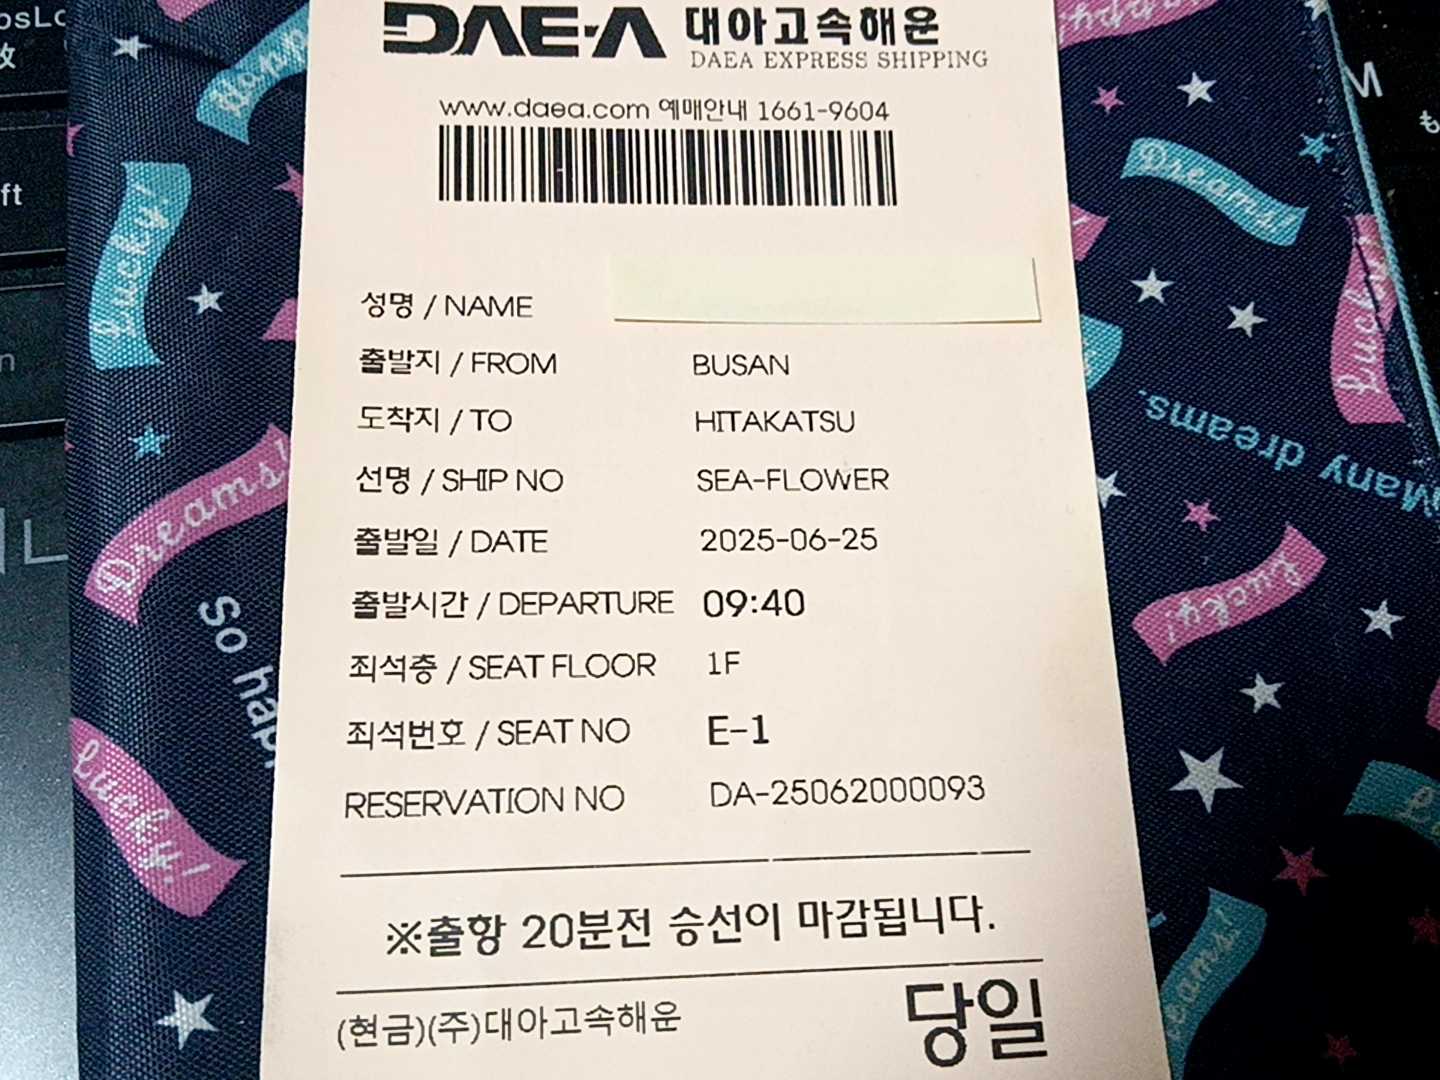 DAE-A 대아고속해운
DAEA EXPRESS SHIPPING
www.daea.com 예매안내 1661-9604
성명 / NAME
출발지 / FROM BUSAN
도착지 / TO HITAKATSU
선명 / SHIP NO SEA-FLOWER
출발일 / DATE 2025-06-25
출발시간 / DEPARTURE 09:40
좌석층 / SEAT FLOOR 1F
좌석번호 / SEAT NO E-1
RESERVATION NO DA-25062000093
※출항 20분전 승선이 마감됩니다.
(현금)(주)대아고속해운
당일
Lucky!
Dreams!
So
Lucky!
Dreams!
Lucky!
Many dreams.
Lucky!